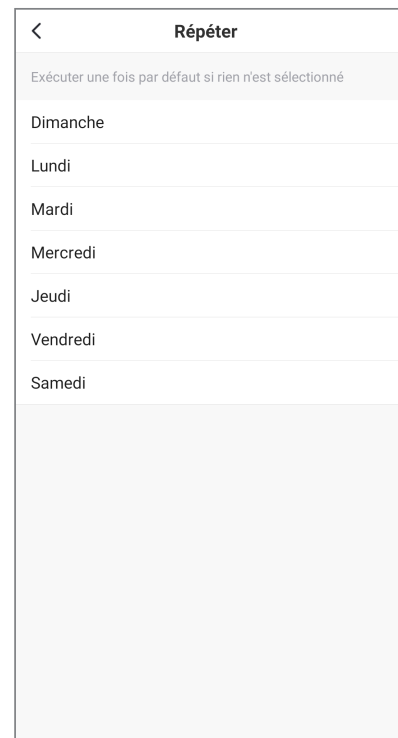 Répéter
Exécuter une fois par défaut si rien n'est sélectionné
Dimanche
Lundi
Mardi
Mercredi
Jeudi
Vendredi
Samedi